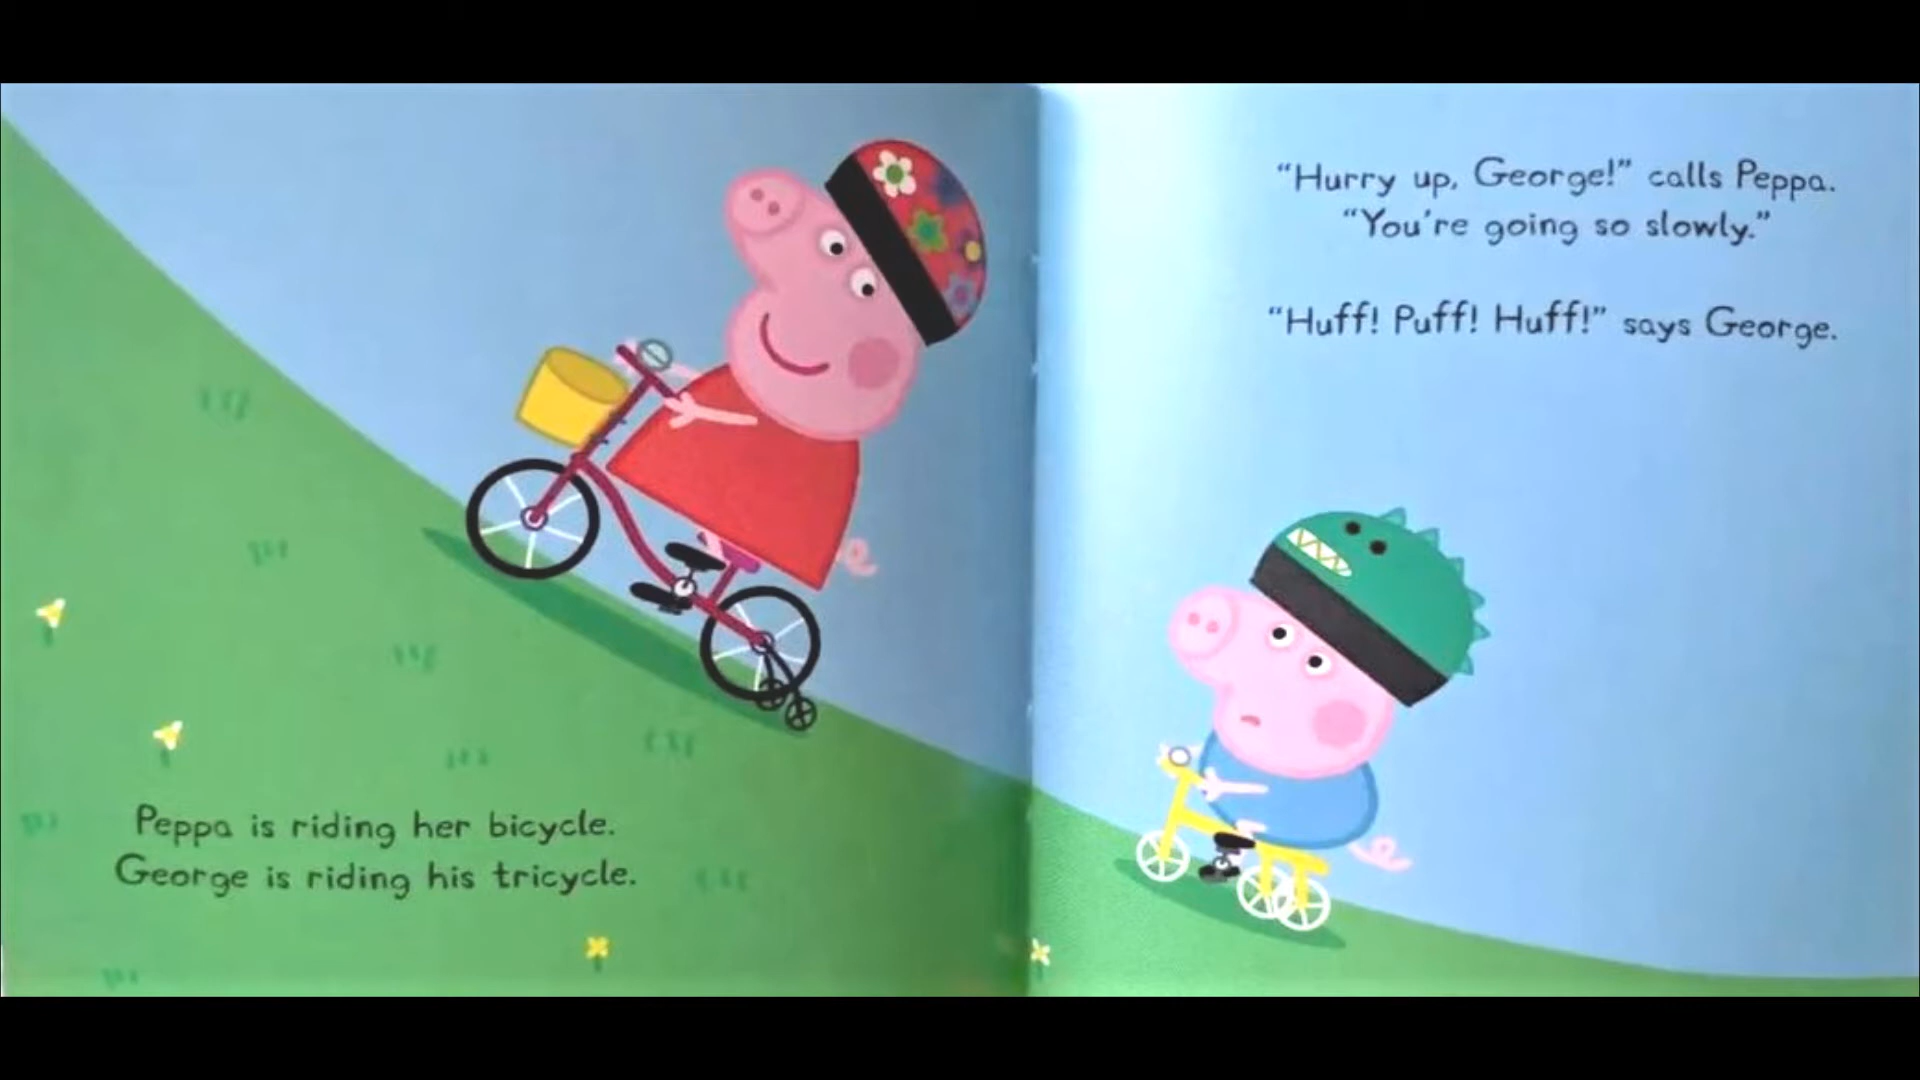 Peppa is riding her bicycle.
George is riding his tricycle.
“Hurry up, George!” calls Peppa.
“You’re going so slowly.”
“Huff! Puff! Huff!” says George.